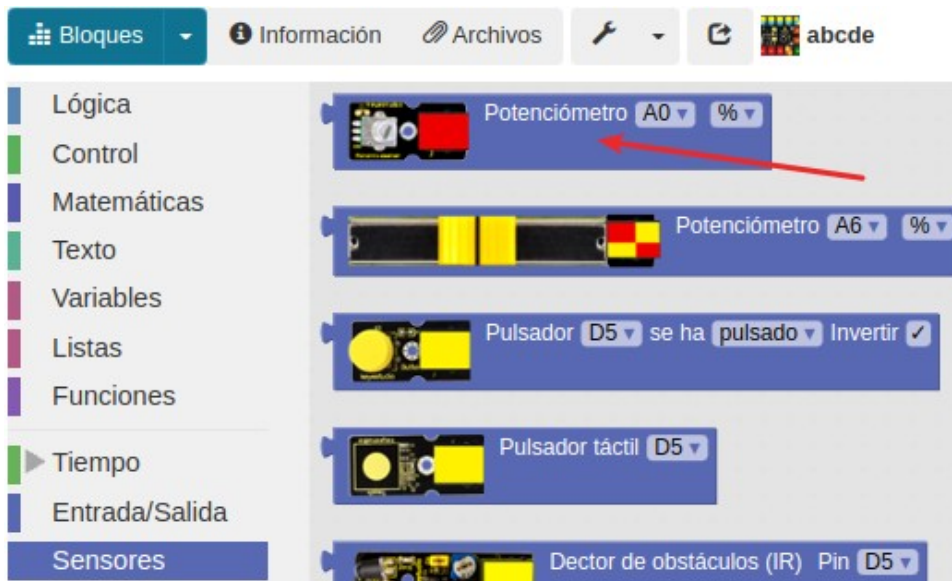 Bloques Información Archivos abcde
Lógica
Control
Matemáticas
Texto
Variables
Listas
Funciones
Tiempo
Entrada/Salida
Sensores
Potenciómetro A0 %
Potenciómetro A6 %
Pulsador D5 se ha pulsado Invertir ✓
Pulsador táctil D5
Dector de obstáculos (IR) Pin D5